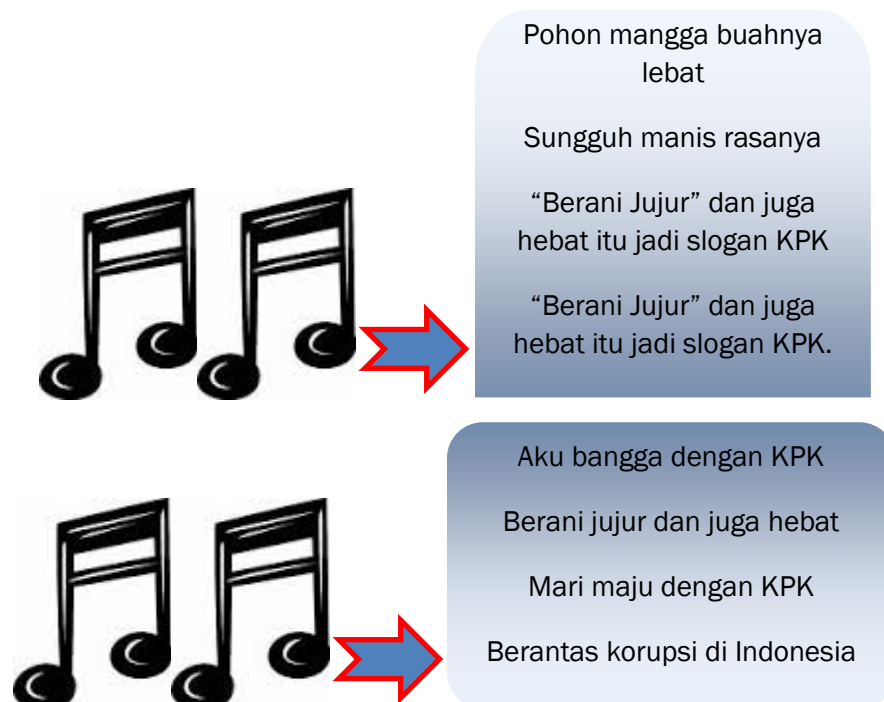 Pohon mangga buahnya
lebat
Sungguh manis rasanya
“Berani Jujur” dan juga
hebat itu jadi slogan KPK
“Berani Jujur” dan juga
hebat itu jadi slogan KPK.
Aku bangga dengan KPK
Berani jujur dan juga hebat
Mari maju dengan KPK
Berantas korupsi di Indonesia